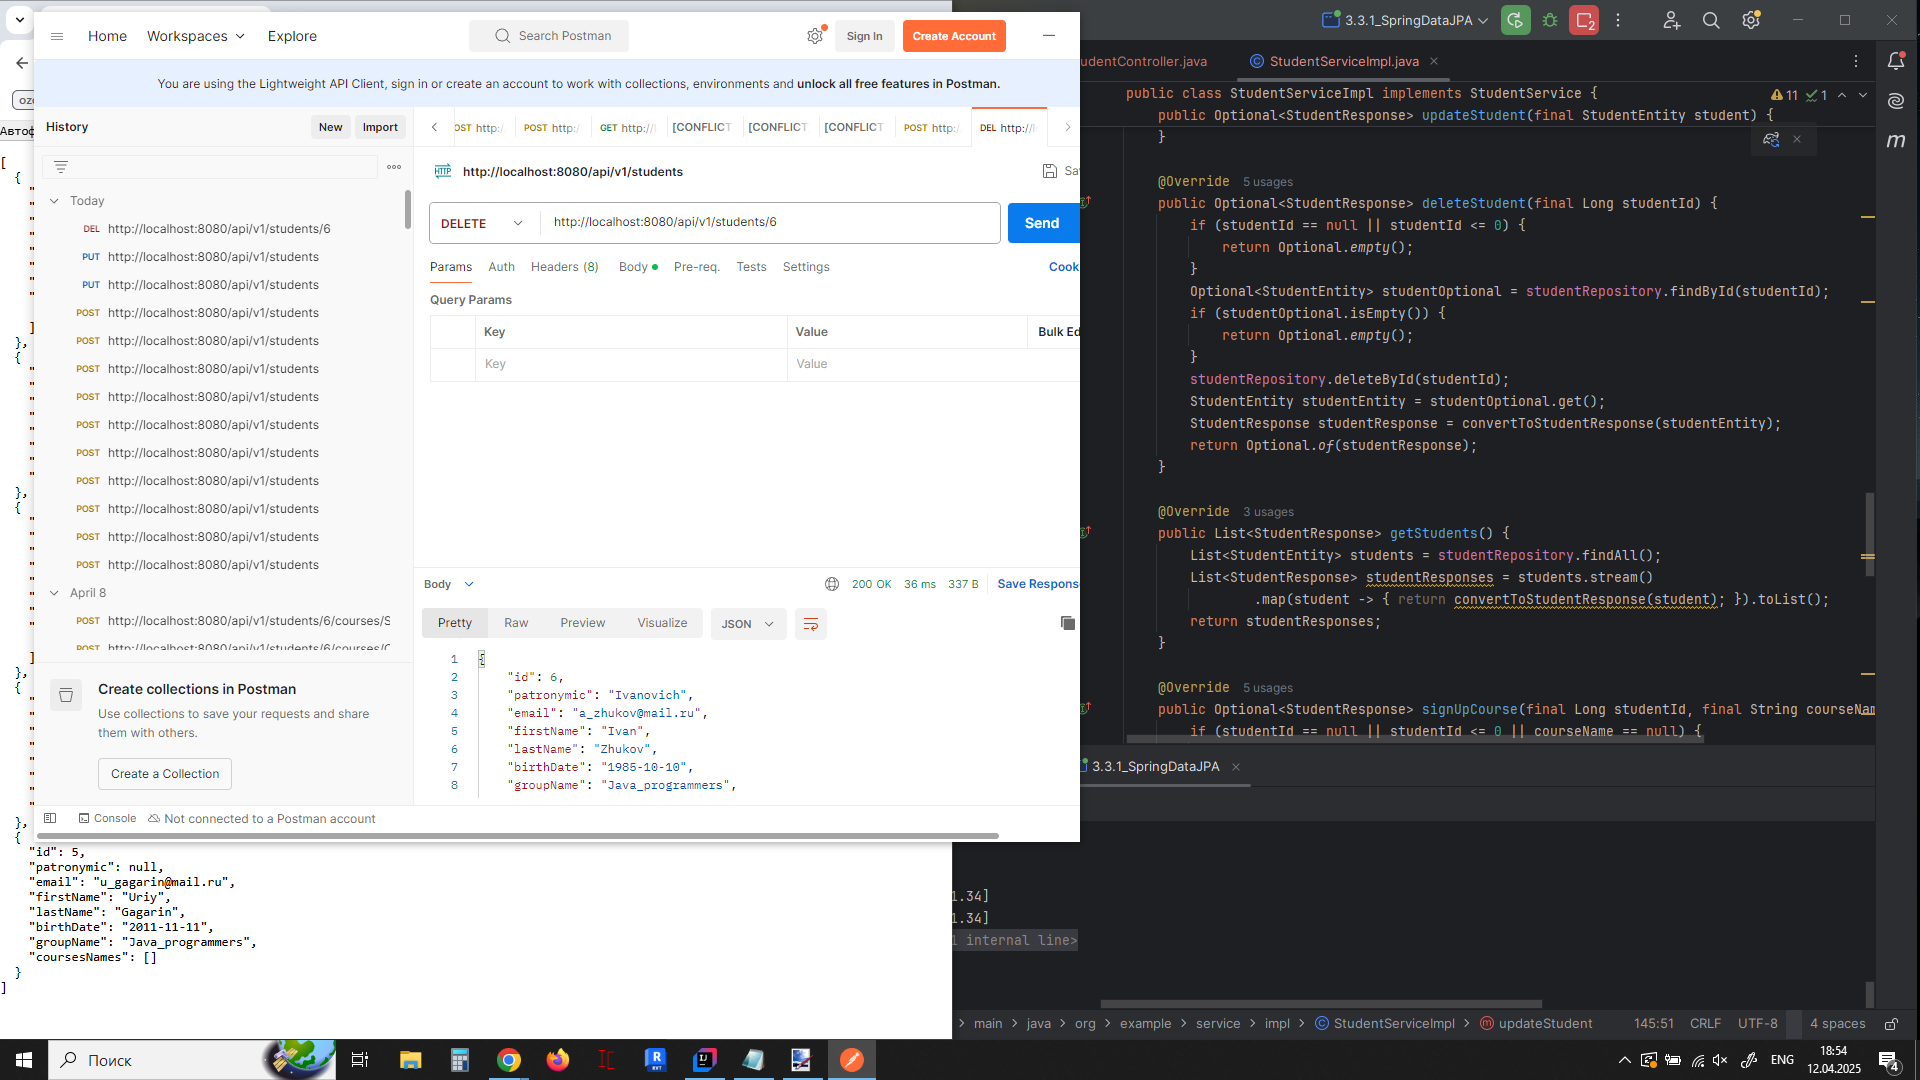 Home
Workspaces
Explore
Search Postman
Sign In
Create Account
You are using the Lightweight API Client, sign in or create an account to work with collections, environments and unlock all free features in Postman.
History
New
Import
OST http:/
POST http:/
GET http://l
[CONFLICT
[CONFLICT
[CONFLICT
POST http:/
DEL http://l
Today
DEL http://localhost:8080/api/v1/students/6
PUT http://localhost:8080/api/v1/students
PUT http://localhost:8080/api/v1/students
POST http://localhost:8080/api/v1/students
POST http://localhost:8080/api/v1/students
POST http://localhost:8080/api/v1/students
POST http://localhost:8080/api/v1/students
POST http://localhost:8080/api/v1/students
POST http://localhost:8080/api/v1/students
POST http://localhost:8080/api/v1/students
POST http://localhost:8080/api/v1/students
POST http://localhost:8080/api/v1/students
POST http://localhost:8080/api/v1/students
April 8
POST http://localhost:8080/api/v1/students/6/courses/S
POST http://localhost:8080/api/v1/students/6/courses/C
Create collections in Postman
Use collections to save your requests and share
them with others.
Create a Collection
Console
Not connected to a Postman account
HTTP http://localhost:8080/api/v1/students
Sa
DELETE
http://localhost:8080/api/v1/students/6
Send
Params
Auth
Headers (8)
Body
Pre-req.
Tests
Settings
Cook
Query Params
Key
Value
Bulk Ed
Key
Value
Body
200 OK
36 ms
337 B
Save Respons
Pretty
Raw
Preview
Visualize
JSON
1 {
2 "id": 6,
3 "patronymic": "Ivanovich",
4 "email": "a_zhukov@mail.ru",
5 "firstName": "Ivan",
6 "lastName": "Zhukov",
7 "birthDate": "1985-10-10",
8 "groupName": "Java_programmers",
oz
Автоф
[
{
]
},
{
},
{
]
},
{
},
{
"id": 5,
"patronymic": null,
"email": "u_gagarin@mail.ru",
"firstName": "Uriy",
"lastName": "Gagarin",
"birthDate": "2011-11-11",
"groupName": "Java_programmers",
"coursesNames": []
}
]
3.3.1_SpringDataJPA
2
udentController.java
StudentServiceImpl.java
m
11
1
public class StudentServiceImpl implements StudentService {
public Optional<StudentResponse> updateStudent(final StudentEntity student) {
}
@Override 5 usages
public Optional<StudentResponse> deleteStudent(final Long studentId) {
if (studentId == null || studentId <= 0) {
return Optional.empty();
}
Optional<StudentEntity> studentOptional = studentRepository.findById(studentId);
if (studentOptional.isEmpty()) {
return Optional.empty();
}
studentRepository.deleteById(studentId);
StudentEntity studentEntity = studentOptional.get();
StudentResponse studentResponse = convertToStudentResponse(studentEntity);
return Optional.of(studentResponse);
}
@Override 3 usages
public List<StudentResponse> getStudents() {
List<StudentEntity> students = studentRepository.findAll();
List<StudentResponse> studentResponses = students.stream()
.map(student -> { return convertToStudentResponse(student); }).toList();
return studentResponses;
}
@Override 5 usages
public Optional<StudentResponse> signUpCourse(final Long studentId, final String courseNam
if (studentId == null || studentId <= 0 || courseName == null) {
3.3.1_SpringDataJPA
1.34]
1.34]
1 internal line>
main
java
org
example
service
impl
StudentServiceImpl
updateStudent
145:51
CRLF
UTF-8
4 spaces
Поиск
ENG
18:54
12.04.2025
4